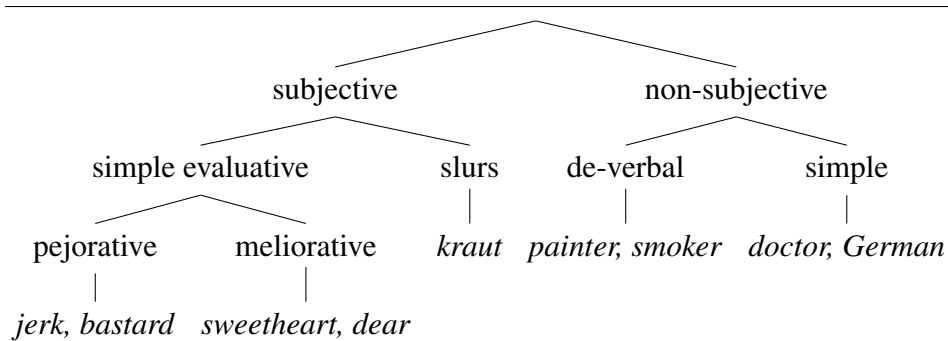 subjective non-subjective
simple evaluative slurs de-verbal simple
pejorative meliorative kraut painter, smoker doctor, German
jerk, bastard sweetheart, dear